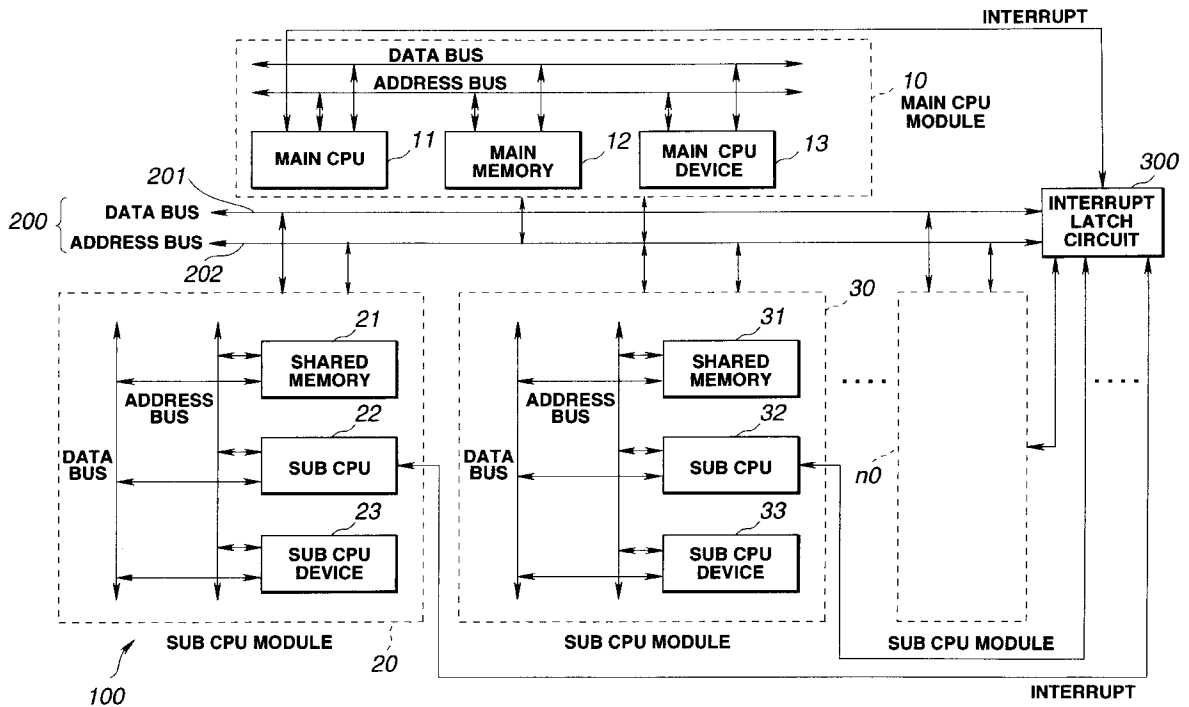 INTERRUPT
DATA BUS
ADDRESS BUS
10
MAIN CPU
MODULE
MAIN CPU
11
MAIN
MEMORY
12
MAIN CPU
DEVICE
13
300
INTERRUPT
LATCH
CIRCUIT
200
201
DATA BUS
ADDRESS BUS
202
21
SHARED
MEMORY
ADDRESS
BUS
22
DATA
BUS
SUB CPU
23
SUB CPU
DEVICE
SUB CPU MODULE
20
100
30
31
SHARED
MEMORY
ADDRESS
BUS
32
DATA
BUS
SUB CPU
33
SUB CPU
DEVICE
SUB CPU MODULE
.....
n0
SUB CPU MODULE
.....
INTERRUPT